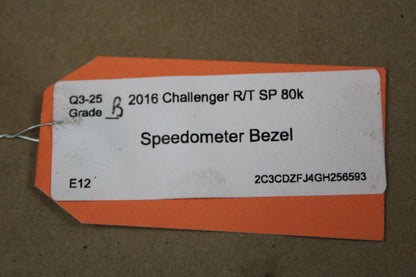 Q3-25 2016 Challenger R/T SP 80k
Grade B
Speedometer Bezel
E12 2C3CDZFJ4GH256593